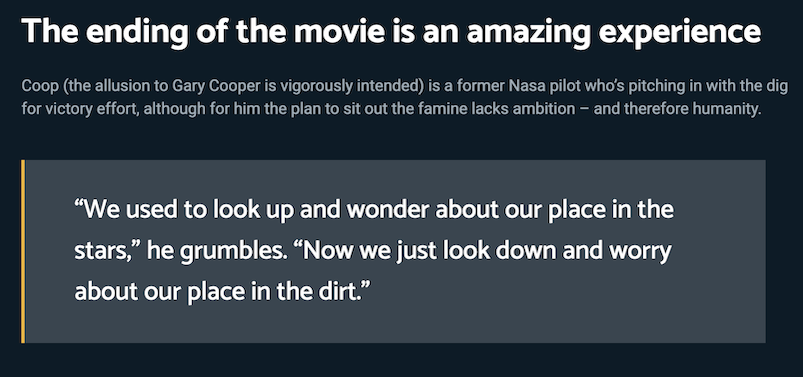 The ending of the movie is an amazing experience
Coop (the allusion to Gary Cooper is vigorously intended) is a former Nasa pilot who’s pitching in with the dig
for victory effort, although for him the plan to sit out the famine lacks ambition – and therefore humanity.
“We used to look up and wonder about our place in the
stars,” he grumbles. “Now we just look down and worry
about our place in the dirt.”